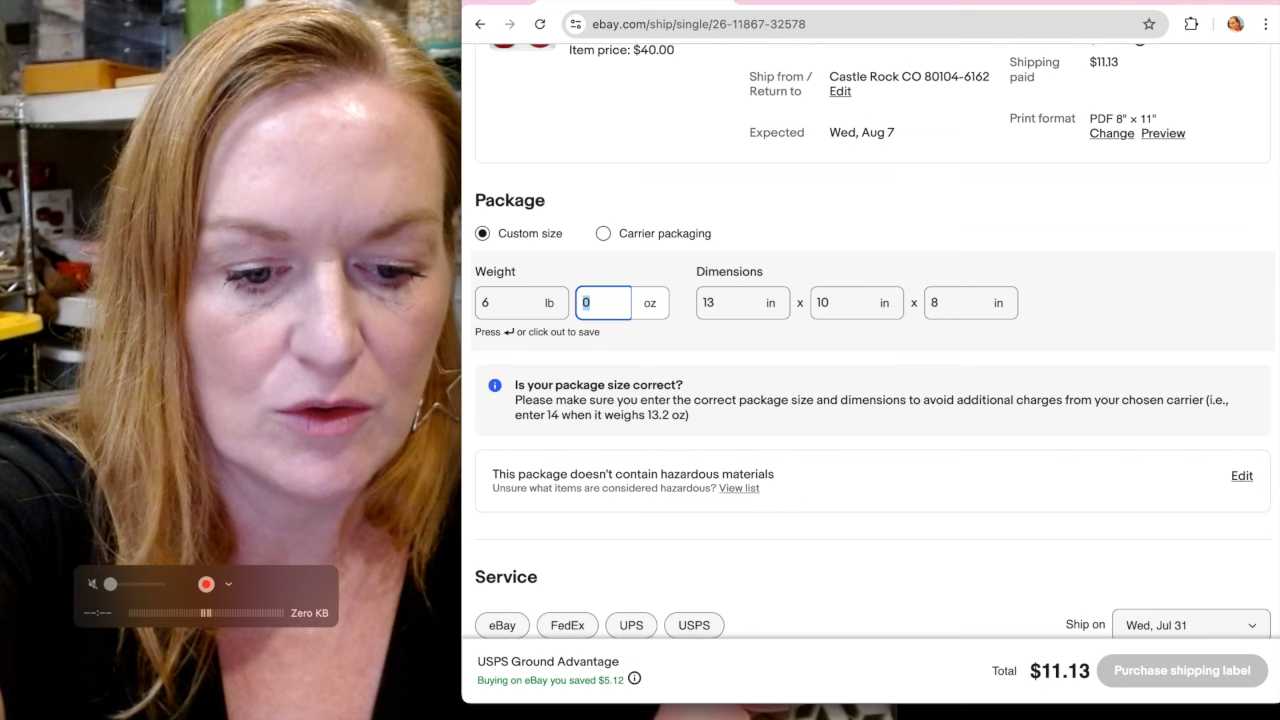 ebay.com/ship/single/26-11867-32578
Item price: $40.00
Ship from / Return to
Castle Rock CO 80104-6162
Edit
Shipping paid
$11.13
Expected
Wed, Aug 7
Print format
PDF 8" x 11"
Change Preview
Package
Custom size
Carrier packaging
Weight
Dimensions
6 lb 0 oz 13 in x 10 in x 8 in
Press ↵ or click out to save
Is your package size correct?
Please make sure you enter the correct package size and dimensions to avoid additional charges from your chosen carrier (i.e.,
enter 14 when it weighs 13.2 oz)
This package doesn't contain hazardous materials
Edit
Unsure what items are considered hazardous? View list
Service
eBay FedEx UPS USPS
Ship on
Wed, Jul 31
USPS Ground Advantage
Buying on eBay you saved $5.12
Total $11.13
Purchase shipping label
--:--
Zero KB